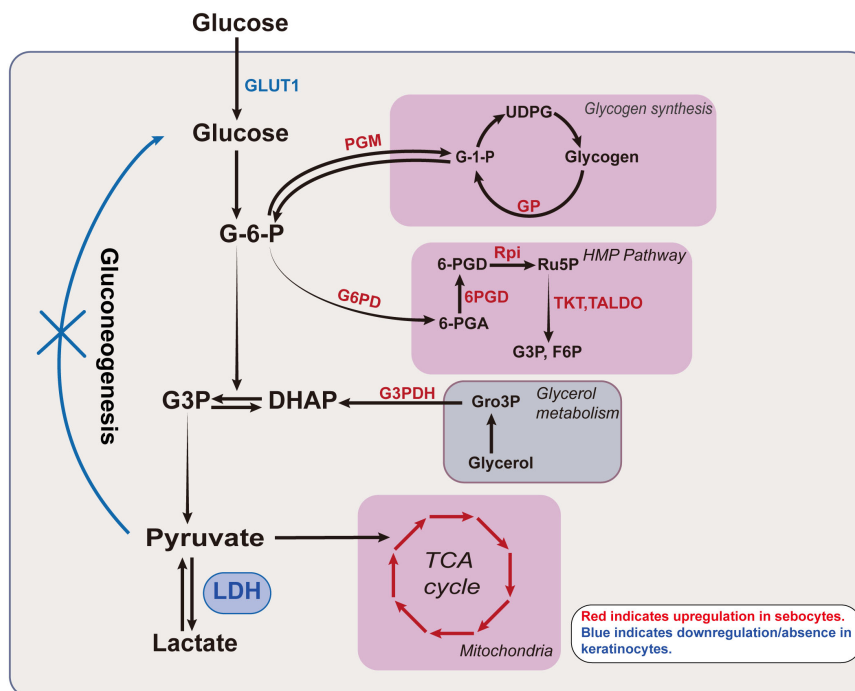 Glucose
GLUT1
Glucose
Glycogen synthesis
UDPG
PGM
G-1-P
Glycogen
GP
G-6-P
HMP Pathway
Rpi
6-PGD
Ru5P
G6PD
6PGD
TKT,TALDO
6-PGA
G3P, F6P
Gluconeogenesis
G3P
DHAP
G3PDH
Gro3P
Glycerol
metabolism
Glycerol
Pyruvate
TCA
cycle
LDH
Lactate
Mitochondria
Red indicates upregulation in sebocytes.
Blue indicates downregulation/absence in
keratinocytes.